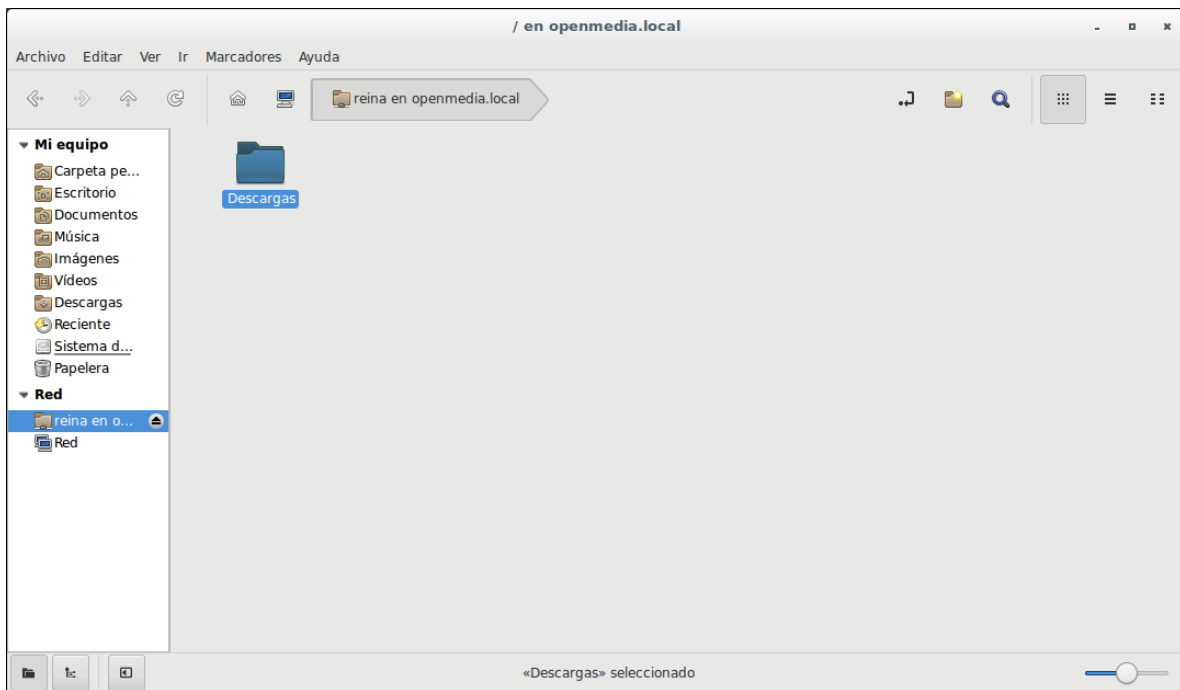 / en openmedia.local
Archivo Editar Ver Ir Marcadores Ayuda
reina en openmedia.local
Mi equipo
Carpeta pe...
Escritorio
Documentos
Música
Imágenes
Vídeos
Descargas
Reciente
Sistema d...
Papelera
Red
reina en o...
Red
Descargas
«Descargas» seleccionado